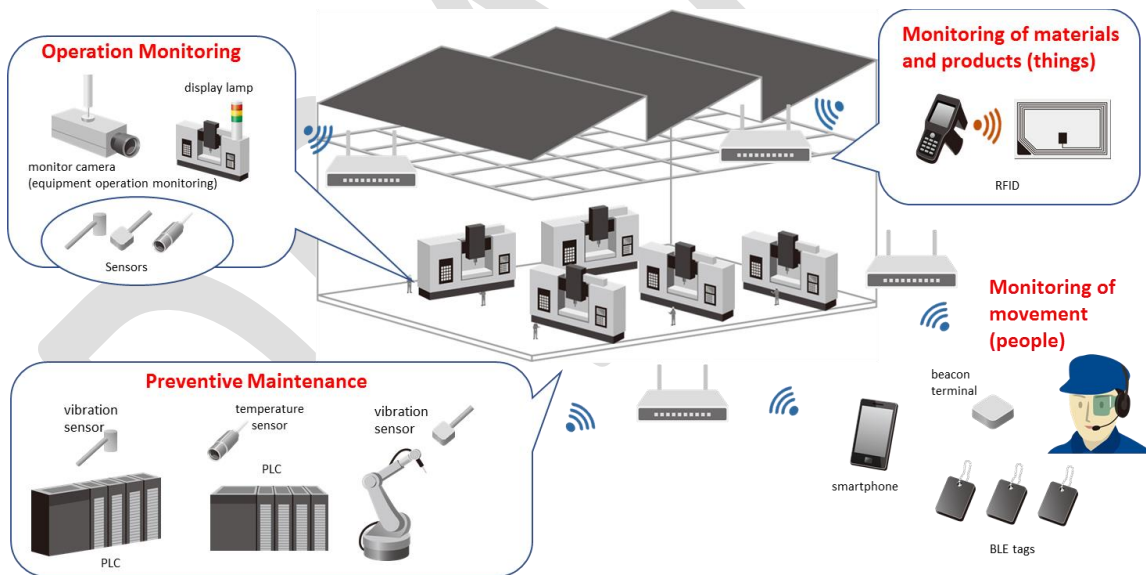 Operation Monitoring
display lamp
monitor camera
(equipment operation monitoring)
Sensors
Monitoring of materials
and products (things)
RFID
Monitoring of
movement
(people)
beacon
terminal
smartphone
BLE tags
Preventive Maintenance
vibration
sensor
PLC
temperature
sensor
PLC
vibration
sensor